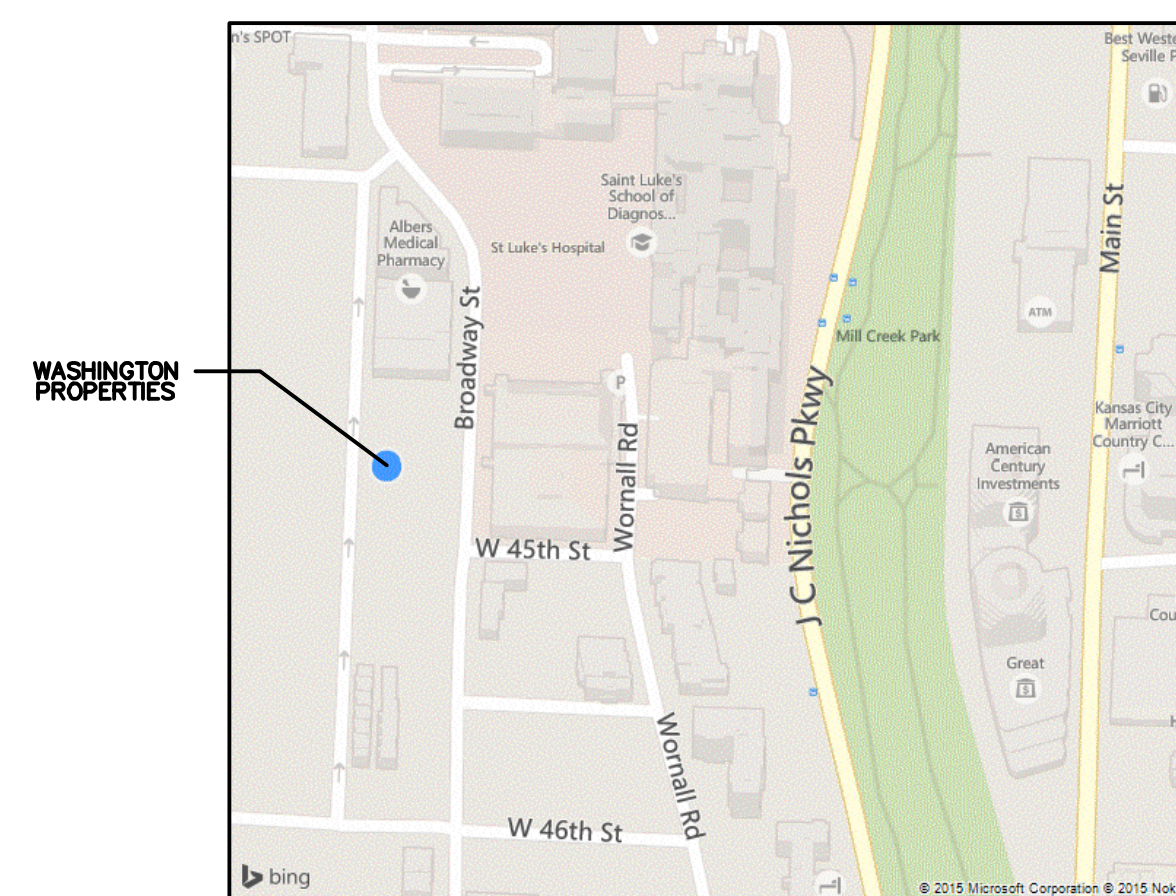 n's SPOT
Best Weste
Seville P
Saint Luke's
School of
Diagnos...
Albers
Medical
Pharmacy
St Luke's Hospital
Main St
ATM
Broadway St
Mill Creek Park
WASHINGTON
PROPERTIES
P
J C Nichols Pkwy
Kansas City
Marriott
Country C...
Wornall Rd
American
Century
Investments
W 45th St
Cou
Great
Wornall Rd
H
W 46th St
bing
© 2015 Microsoft Corporation © 2015 Nok